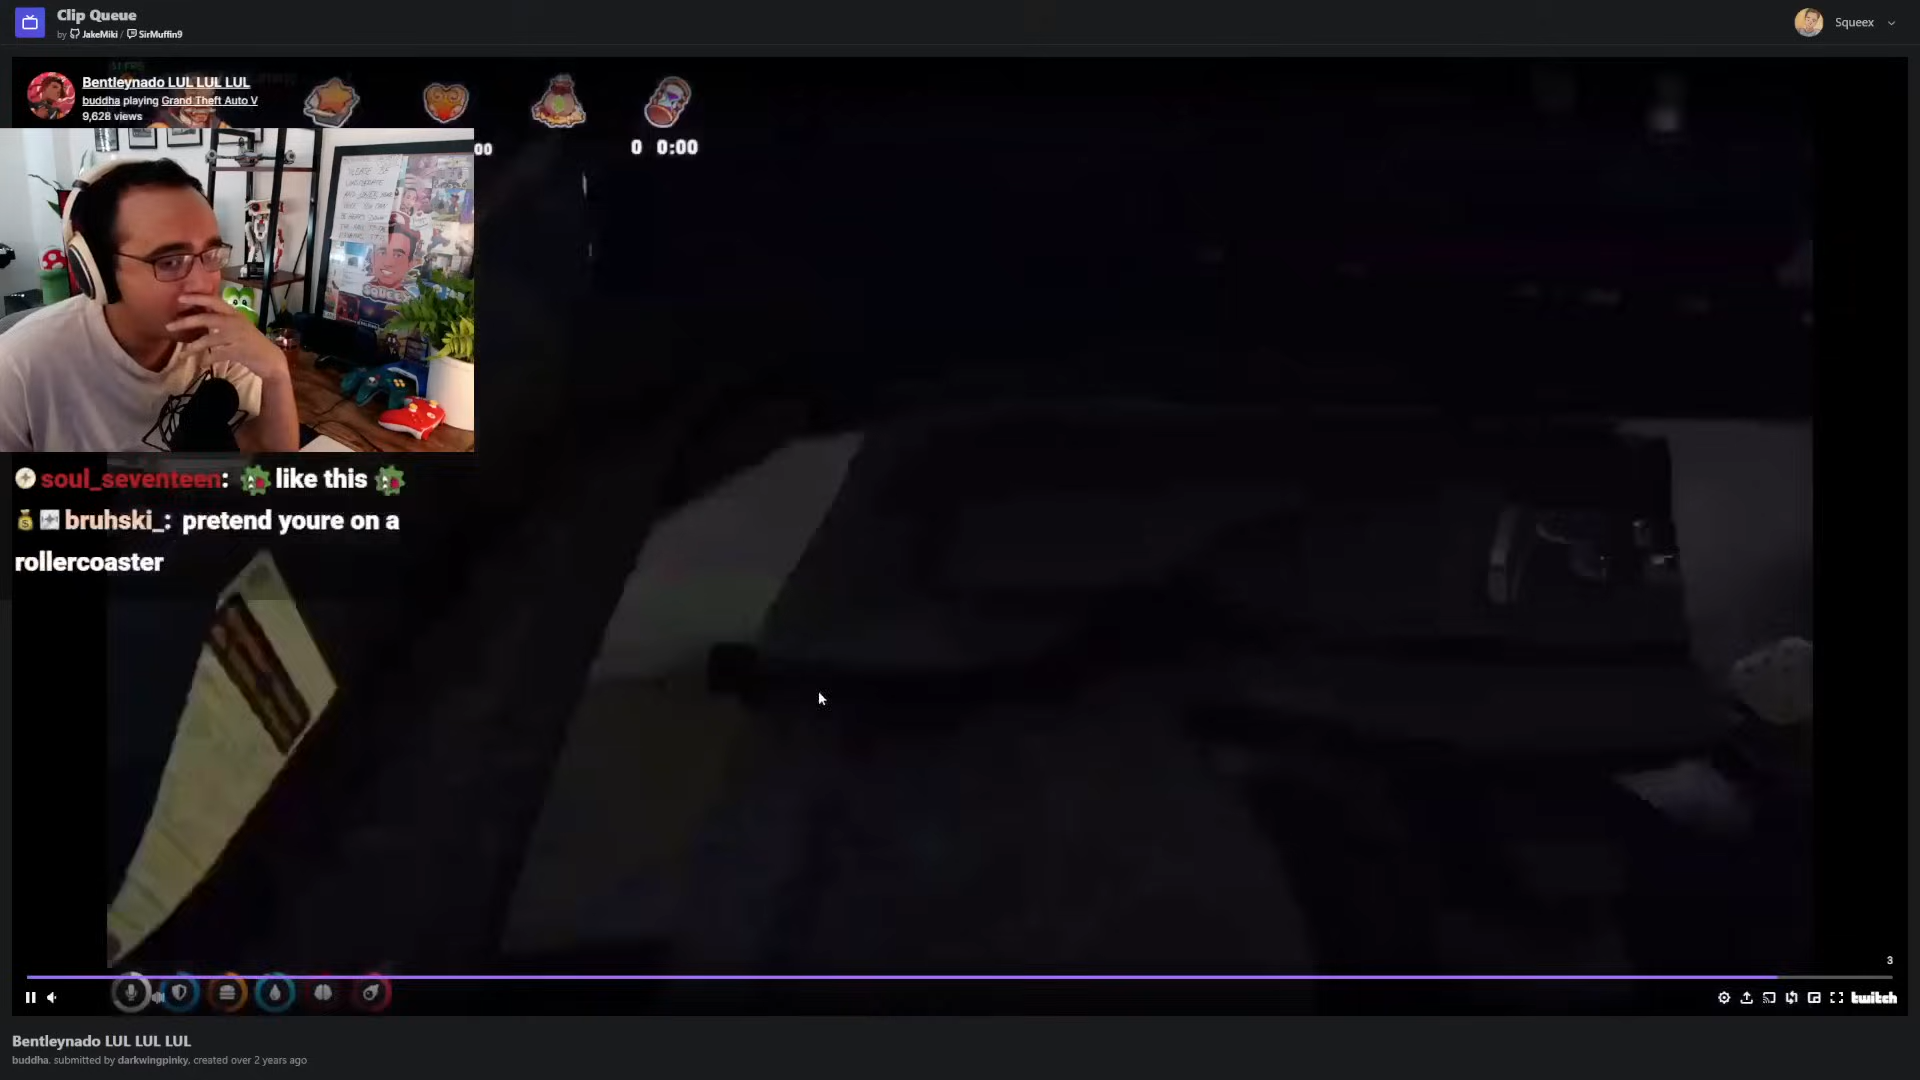 Clip Queue
by JakeMiki / SirMuffin9
Squeex
Bentleynado LUL LUL LUL
buddha playing Grand Theft Auto V
9,628 views
00
0 0:00
SQUEEX
soul_seventeen: like this
bruhski_: pretend youre on a
rollercoaster
3
twitch
Bentleynado LUL LUL LUL
buddha. submitted by darkwingpinky, created over 2 years ago